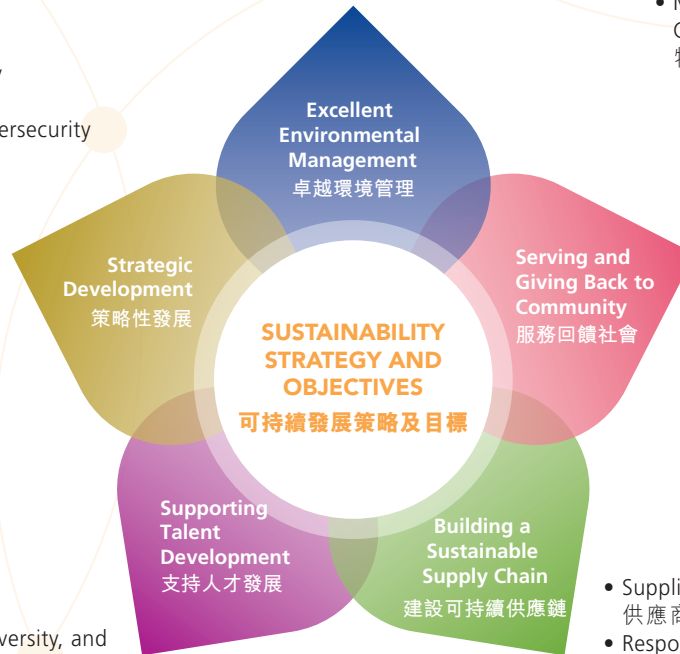 Excellent
Environmental
Management
卓越環境管理
Strategic
Development
策略性發展
Serving and
Giving Back to
Community
服務回饋社會
SUSTAINABILITY
STRATEGY AND
OBJECTIVES
可持續發展策略及目標
Supporting
Talent
Development
支持人才發展
Building a
Sustainable
Supply Chain
建設可持續供應鏈
• 
供應商
•
and